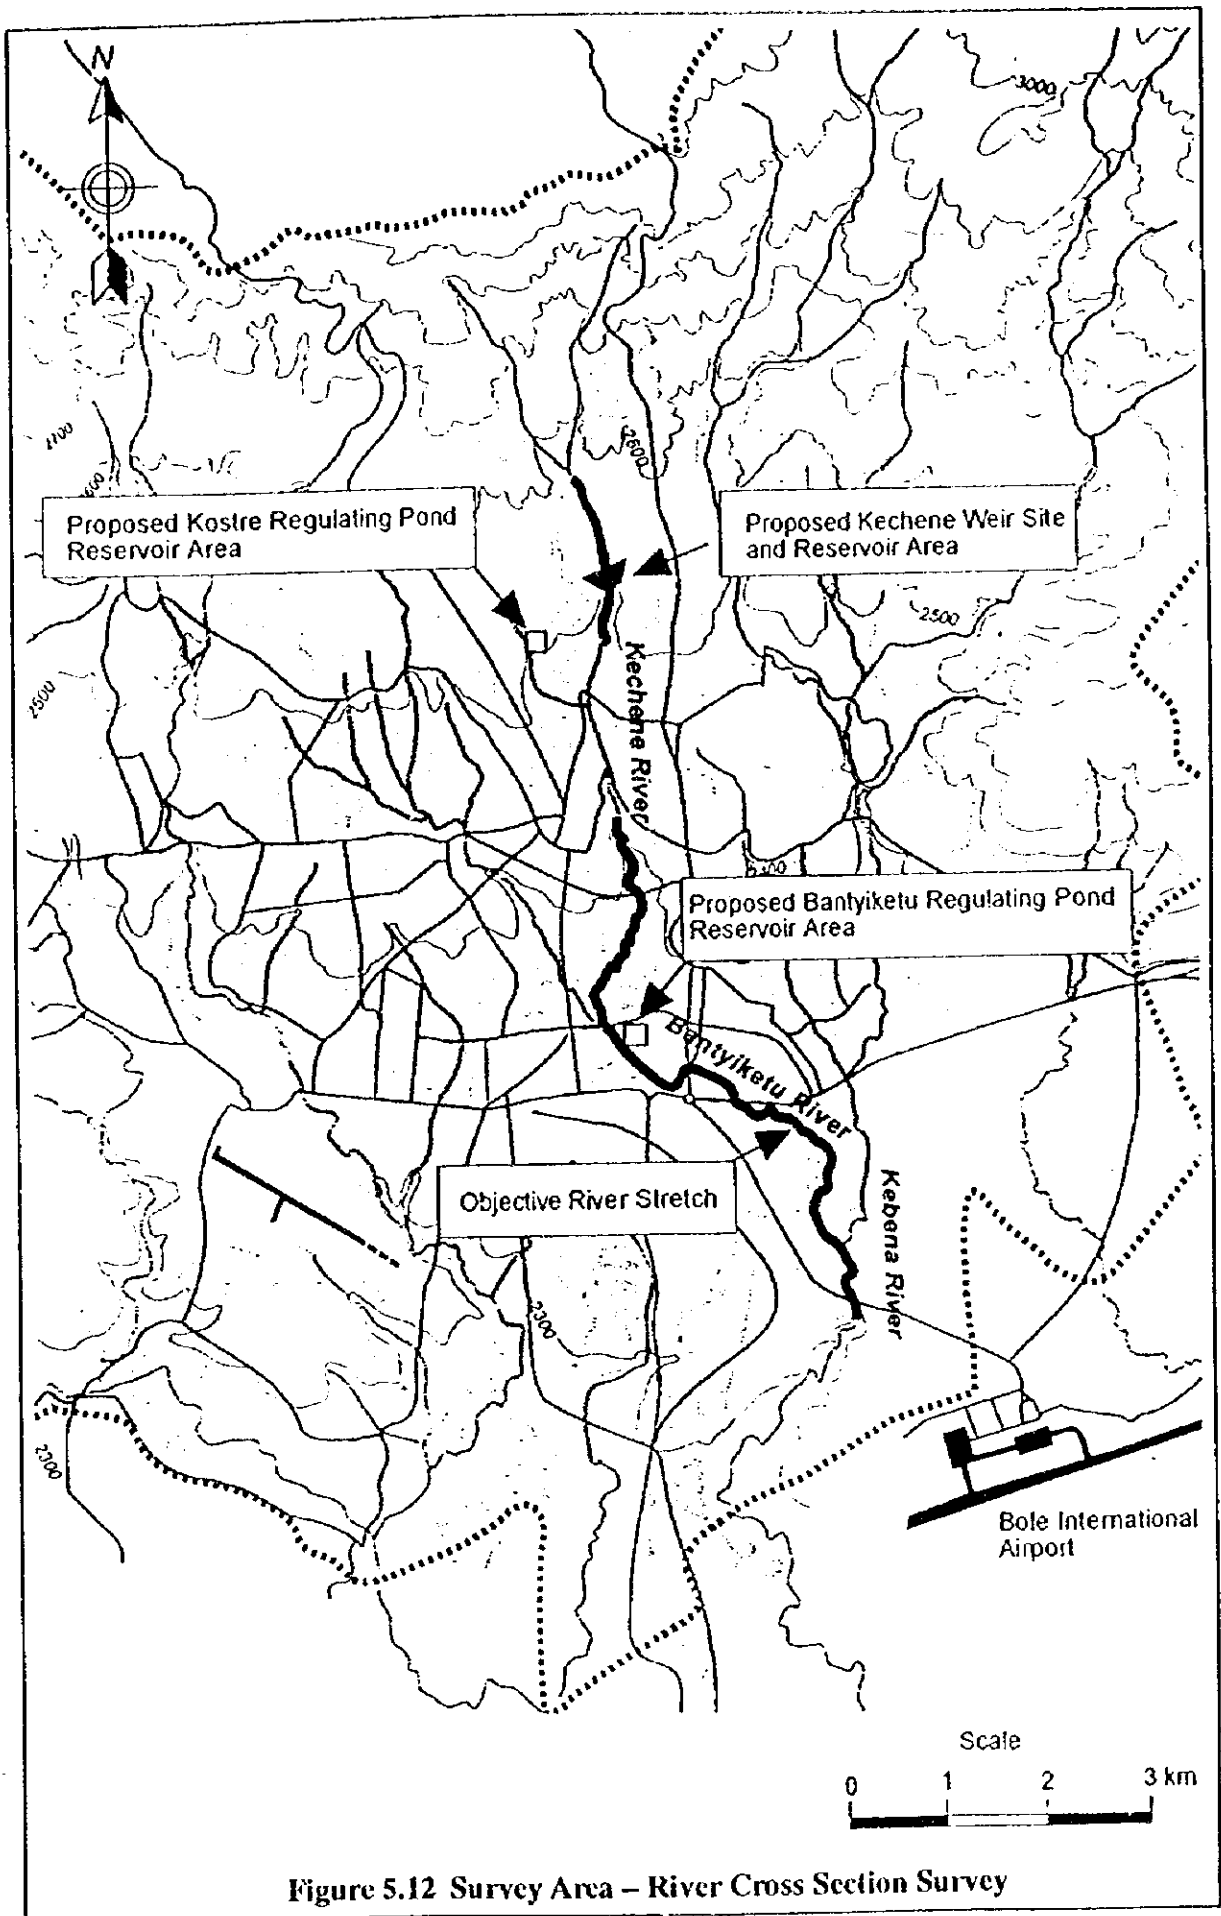 N
3000
2600
Proposed Kostre Regulating Pond
Reservoir Area
Proposed Kechene Weir Site
and Reservoir Area
2500
2500
Kechene River
Proposed Bantyiketu Regulating Pond
Reservoir Area
Bantyiketu River
Objective River Stretch
Kebena River
2300
2300
Bole International
Airport
Scale
0 1 2 3 km
Figure 5.12 Survey Area – River Cross Section Survey